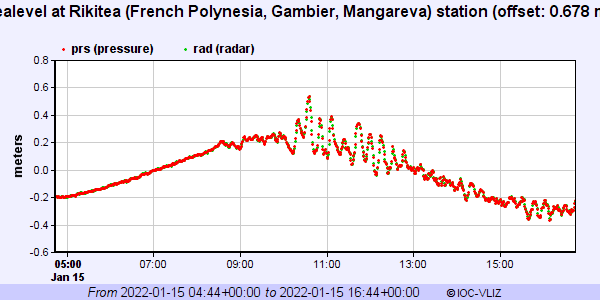 ealevel at Rikitea (French Polynesia, Gambier, Mangareva) station (offset: 0.678
prs (pressure) rad (radar)
meters
0.8
0.6
0.4
0.2
0.0
-0.2
-0.4
-0.6
05:00 07:00 09:00 11:00 13:00 15:00
Jan 15
From 2022-01-15 04:44+00:00 to 2022-01-15 16:44+00:00 © IOC-VLIZ